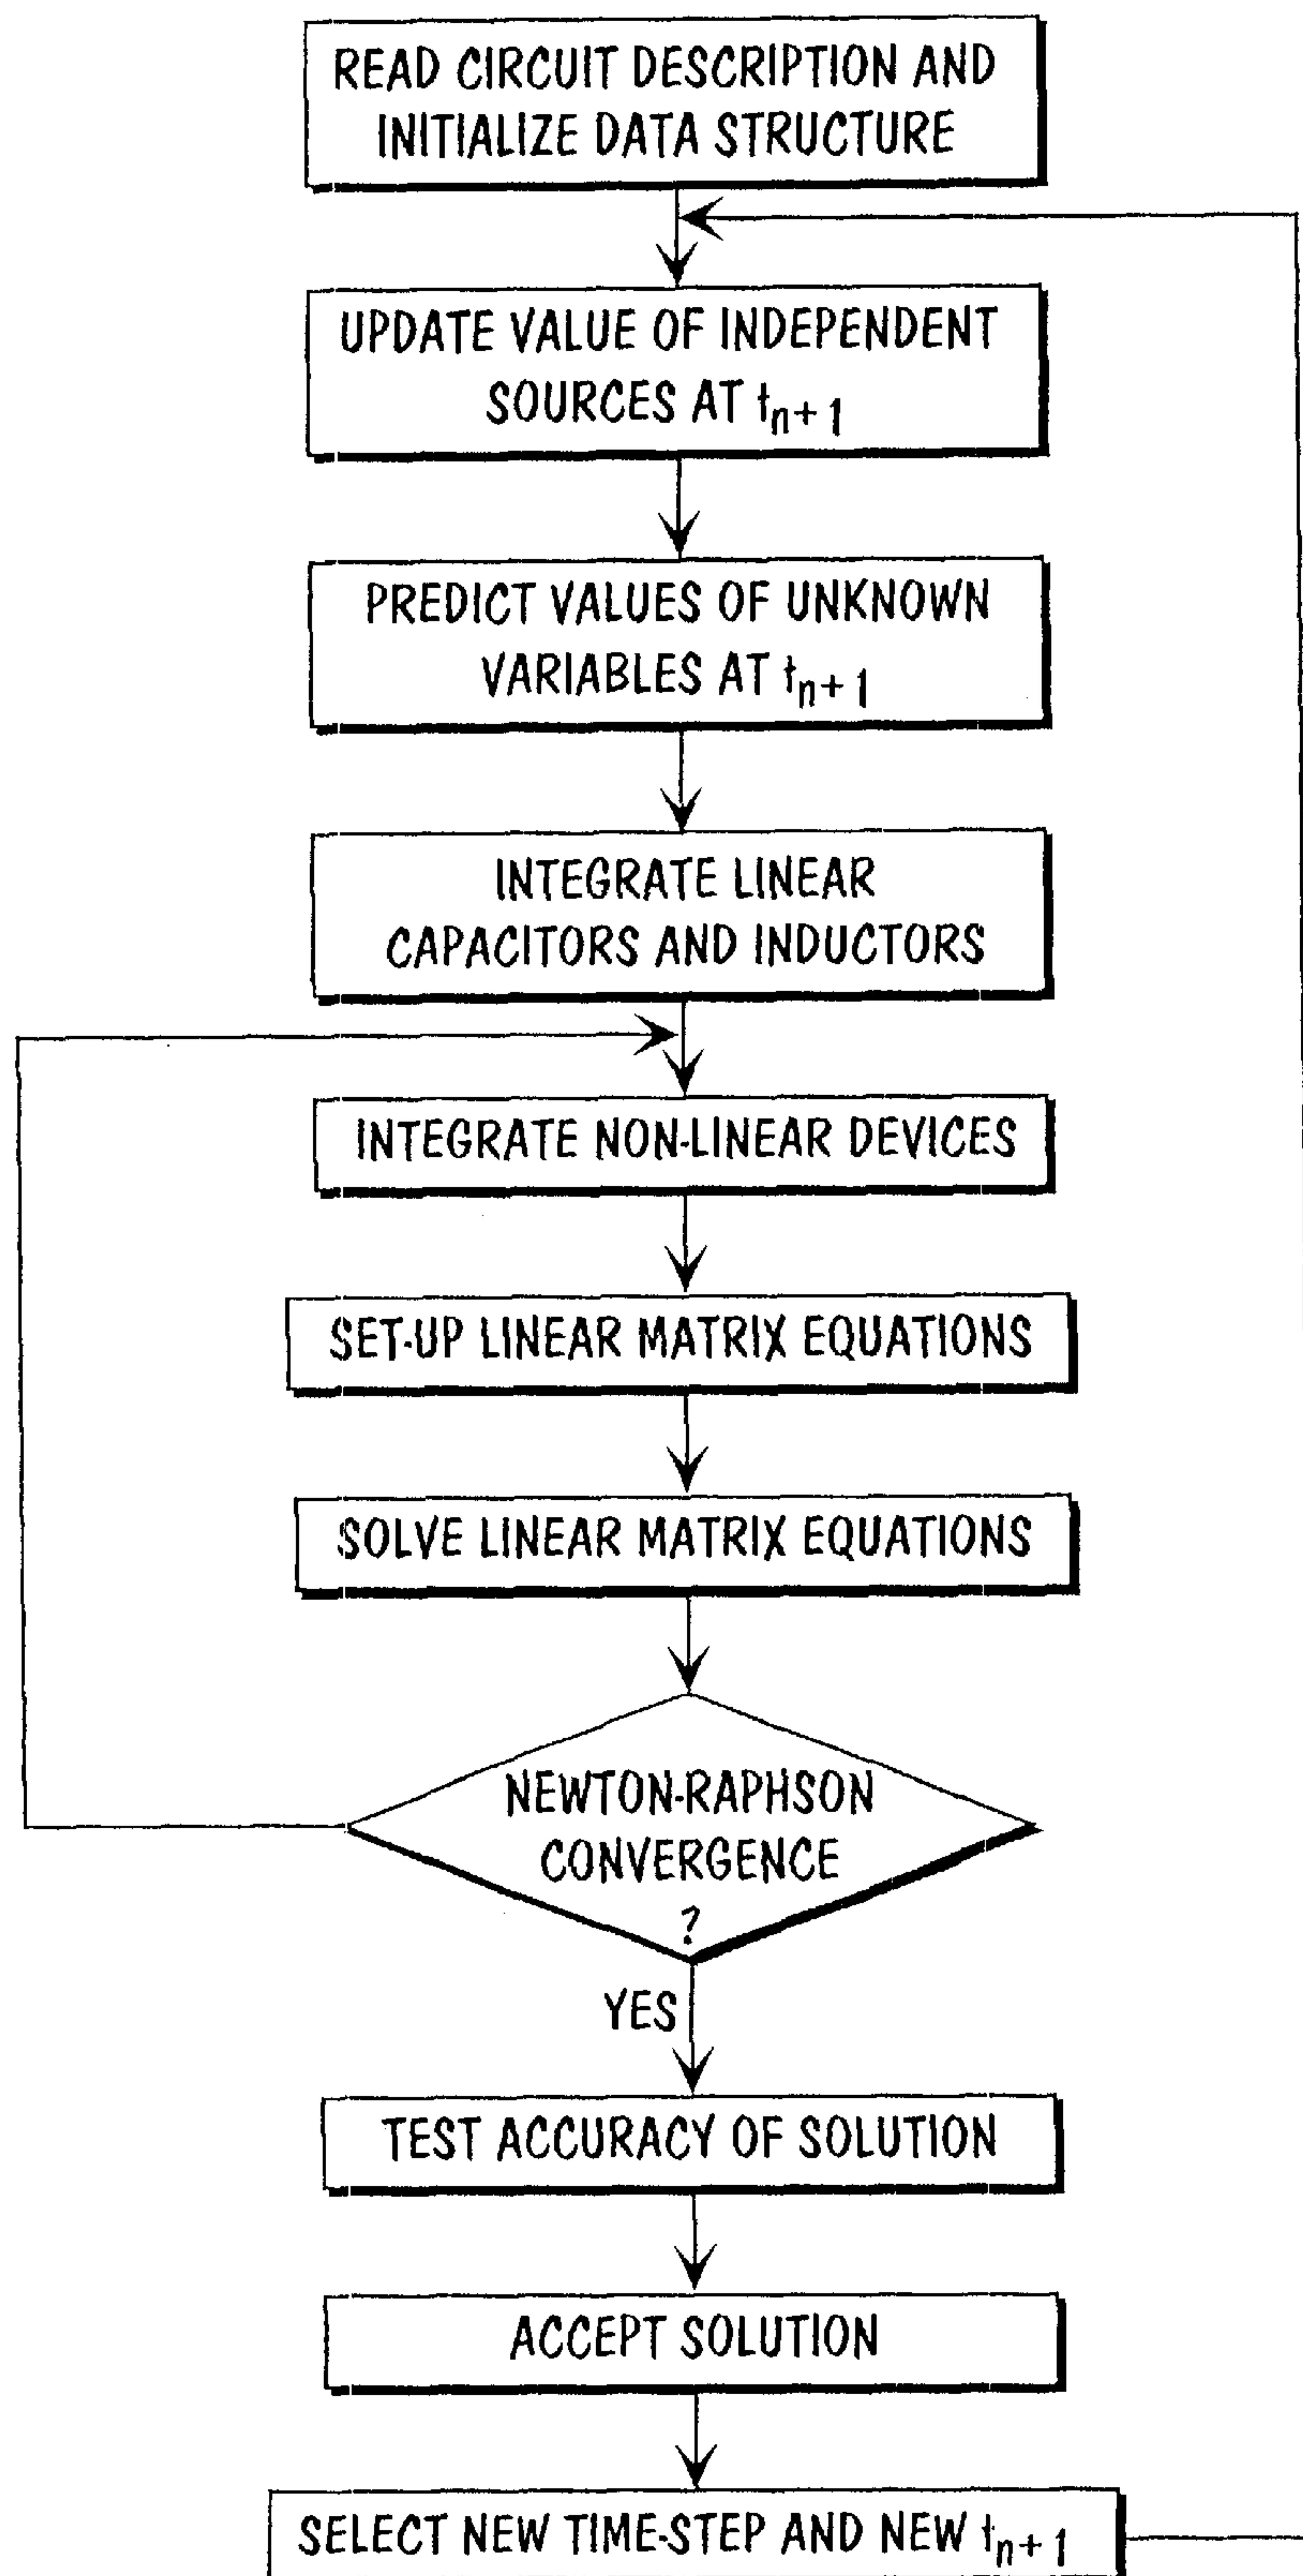 READ CIRCUIT DESCRIPTION AND
INITIALIZE DATA STRUCTURE
UPDATE VALUE OF INDEPENDENT
SOURCES AT tn+1
PREDICT VALUES OF UNKNOWN
VARIABLES AT tn+1
INTEGRATE LINEAR
CAPACITORS AND INDUCTORS
INTEGRATE NON-LINEAR DEVICES
SET-UP LINEAR MATRIX EQUATIONS
SOLVE LINEAR MATRIX EQUATIONS
NEWTON-RAPHSON
CONVERGENCE
?
YES
TEST ACCURACY OF SOLUTION
ACCEPT SOLUTION
SELECT NEW TIME-STEP AND NEW tn+1